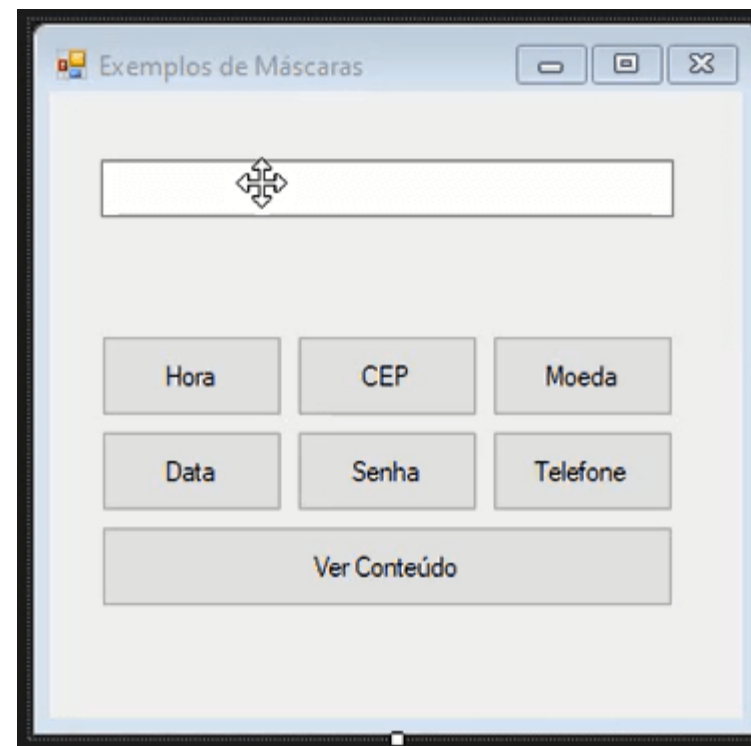 Exemplos de Máscaras
Hora CEP Moeda
Data Senha Telefone
Ver Conteúdo